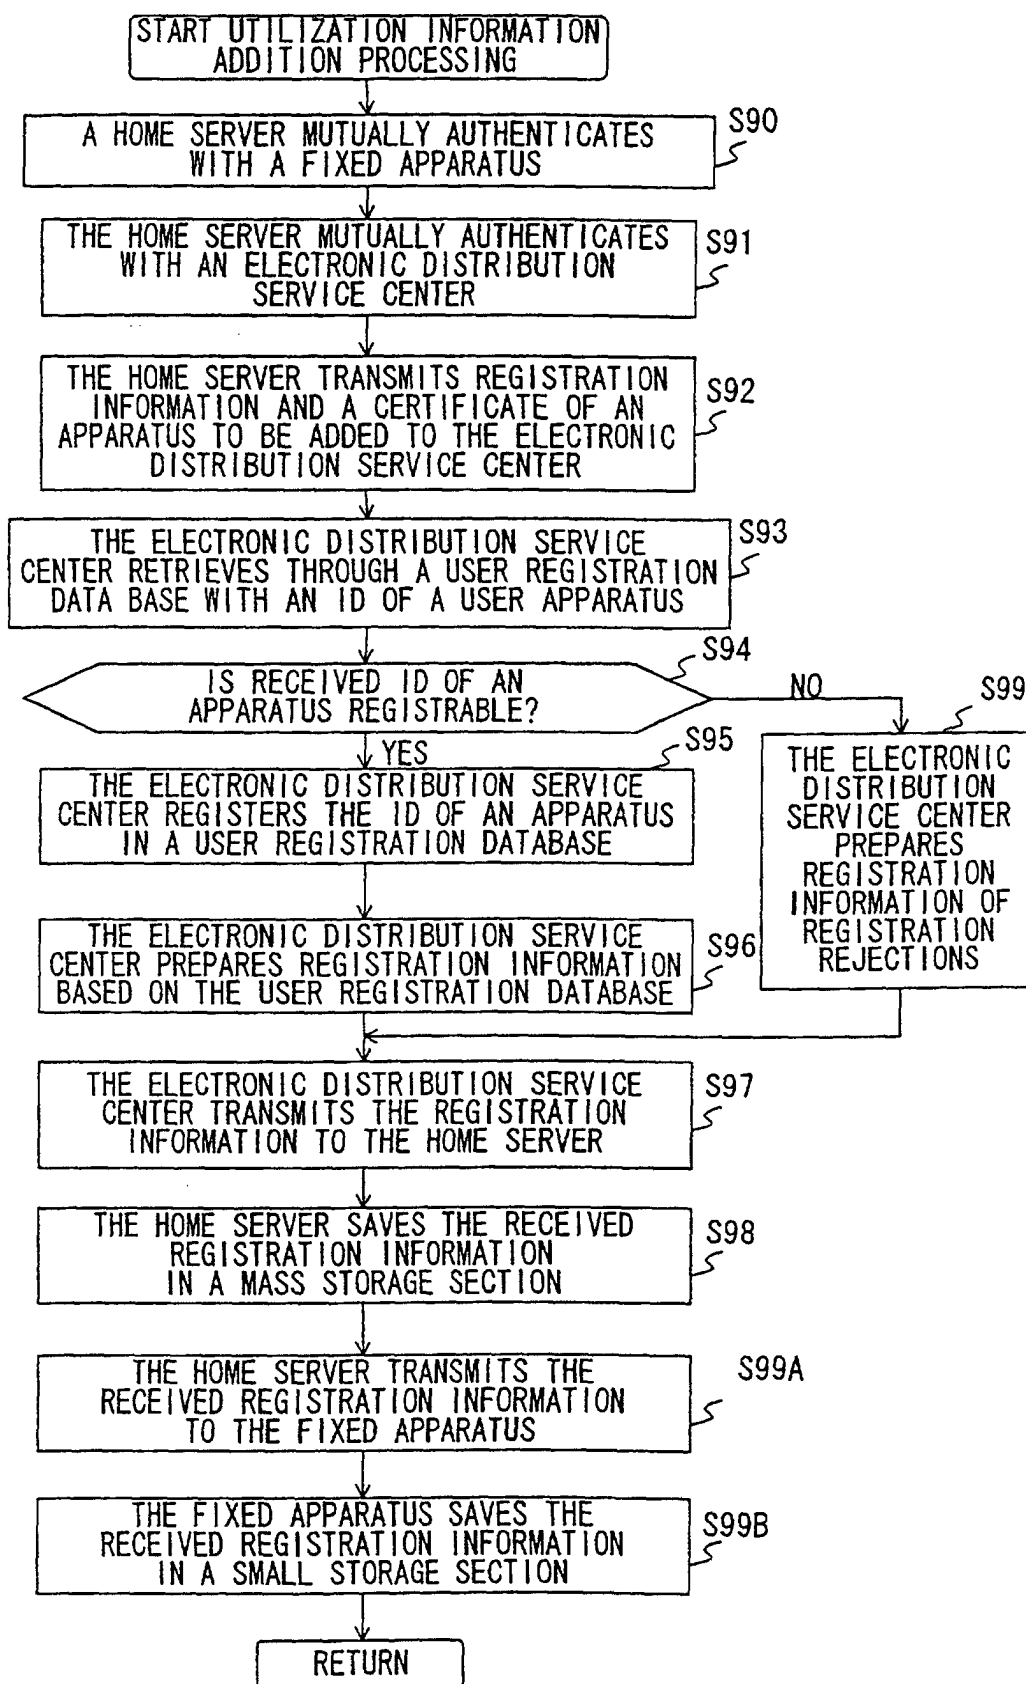 START UTILIZATION INFORMATION
ADDITION PROCESSING
A HOME SERVER MUTUALLY AUTHENTICATES
WITH A FIXED APPARATUS
S90
THE HOME SERVER MUTUALLY AUTHENTICATES
WITH AN ELECTRONIC DISTRIBUTION
SERVICE CENTER
S91
THE HOME SERVER TRANSMITS REGISTRATION
INFORMATION AND A CERTIFICATE OF AN
APPARATUS TO BE ADDED TO THE ELECTRONIC
DISTRIBUTION SERVICE CENTER
S92
THE ELECTRONIC DISTRIBUTION SERVICE
CENTER RETRIEVES THROUGH A USER REGISTRATION
DATA BASE WITH AN ID OF A USER APPARATUS
S93
IS RECEIVED ID OF AN
APPARATUS REGISTRABLE?
S94
NO
YES
THE ELECTRONIC DISTRIBUTION SERVICE
CENTER REGISTERS THE ID OF AN APPARATUS
IN A USER REGISTRATION DATABASE
S95
THE ELECTRONIC
DISTRIBUTION
SERVICE CENTER
PREPARES
REGISTRATION
INFORMATION OF
REGISTRATION
REJECTIONS
S99
THE ELECTRONIC DISTRIBUTION SERVICE
CENTER PREPARES REGISTRATION INFORMATION
BASED ON THE USER REGISTRATION DATABASE
S96
THE ELECTRONIC DISTRIBUTION SERVICE
CENTER TRANSMITS THE REGISTRATION
INFORMATION TO THE HOME SERVER
S97
THE HOME SERVER SAVES THE RECEIVED
REGISTRATION INFORMATION
IN A MASS STORAGE SECTION
S98
THE HOME SERVER TRANSMITS THE
RECEIVED REGISTRATION INFORMATION
TO THE FIXED APPARATUS
S99A
THE FIXED APPARATUS SAVES THE
RECEIVED REGISTRATION INFORMATION
IN A SMALL STORAGE SECTION
S99B
RETURN